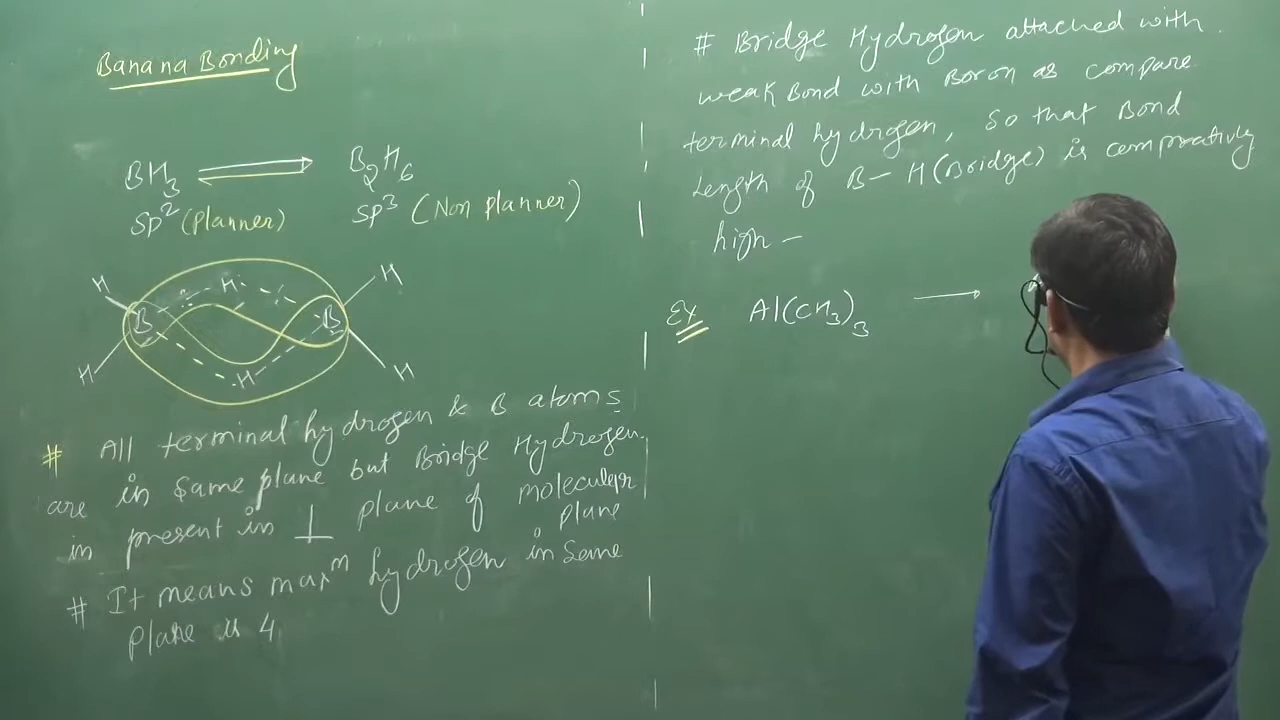 Banana Bonding
BH3 ⇌ B2H6
SP2 (Planner) SP3 (Non planner)
H H H
B B
H H H
# All terminal hydrogen & B atoms
are in same plane but Bridge Hydrogen
in present in ⊥ plane of molecular
plane
# It means maxm hydrogen in same
plane is 4
# Bridge Hydrogen attached with
weak Bond with Boron as compare
terminal hydrogen, so that Bond
length of B-H (Bridge) is compratively
high -
Ex Al(CH3)3 →